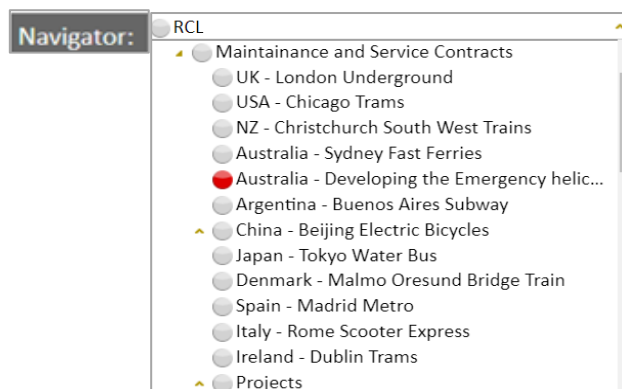 Navigator:
RCL
Maintainance and Service Contracts
UK - London Underground
USA - Chicago Trams
NZ - Christchurch South West Trains
Australia - Sydney Fast Ferries
Australia - Developing the Emergency helic...
Argentina - Buenos Aires Subway
China - Beijing Electric Bicycles
Japan - Tokyo Water Bus
Denmark - Malmo Oresund Bridge Train
Spain - Madrid Metro
Italy - Rome Scooter Express
Ireland - Dublin Trams
Projects